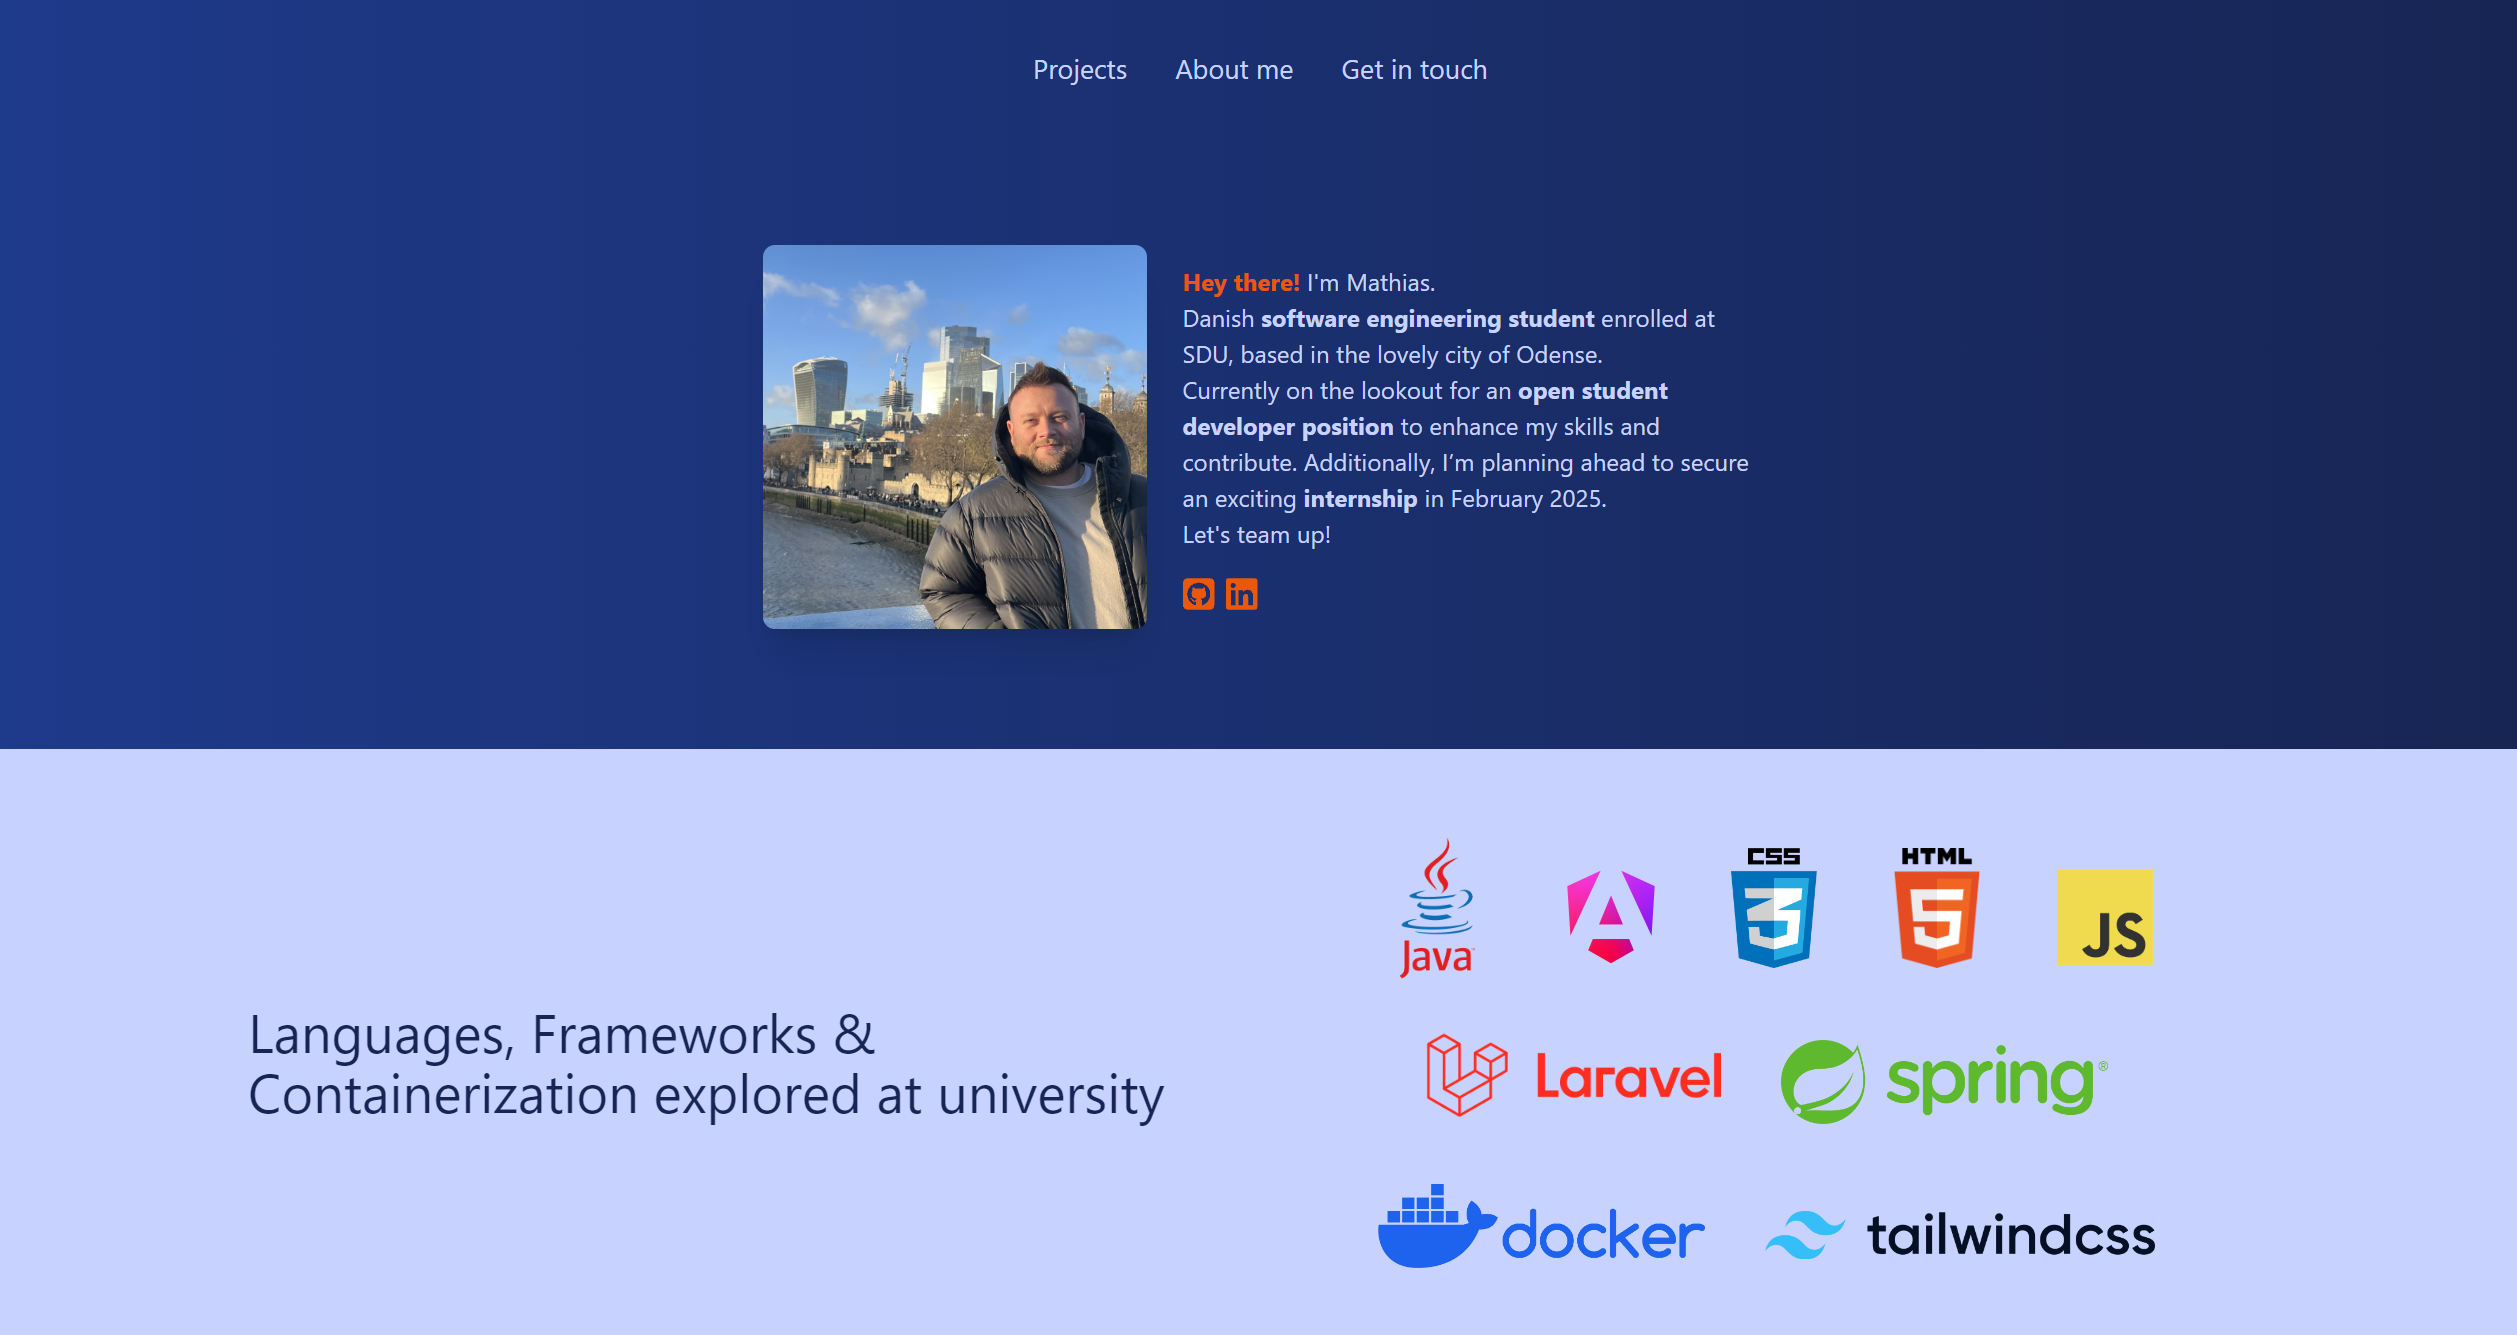 Projects About me Get in touch
Hey there! I'm Mathias.
Danish software engineering student enrolled at
SDU, based in the lovely city of Odense.
Currently on the lookout for an open student
developer position to enhance my skills and
contribute. Additionally, I’m planning ahead to secure
an exciting internship in February 2025.
Let's team up!
in
Languages, Frameworks &
Containerization explored at university
Java
A
CSS
3
HTML
5
JS
Laravel
spring®
docker
tailwindcss